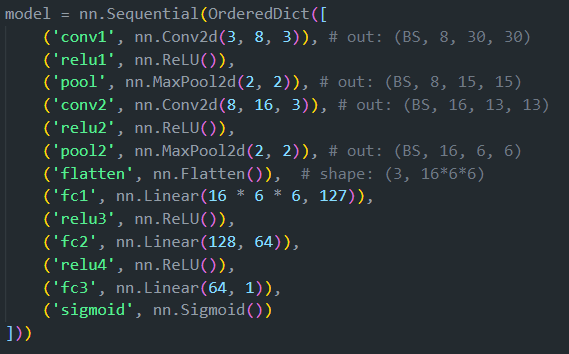 model = nn.Sequential(OrderedDict([
    ('conv1', nn.Conv2d(3, 8, 3)), # out: (BS, 8, 30, 30)
    ('relu1', nn.ReLU()),
    ('pool', nn.MaxPool2d(2, 2)), # out: (BS, 8, 15, 15)
    ('conv2', nn.Conv2d(8, 16, 3)), # out: (BS, 16, 13, 13)
    ('relu2', nn.ReLU()),
    ('pool2', nn.MaxPool2d(2, 2)), # out: (BS, 16, 6, 6)
    ('flatten', nn.Flatten()),  # shape: (3, 16*6*6)
    ('fc1', nn.Linear(16 * 6 * 6, 127)),
    ('relu3', nn.ReLU()),
    ('fc2', nn.Linear(128, 64)),
    ('relu4', nn.ReLU()),
    ('fc3', nn.Linear(64, 1)),
    ('sigmoid', nn.Sigmoid())
]))